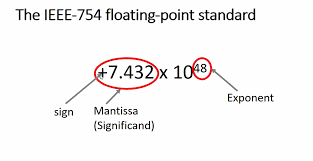 The IEEE-754 floating-point standard
+7.432 x 10^48
Exponent
sign
Mantissa
(Significand)